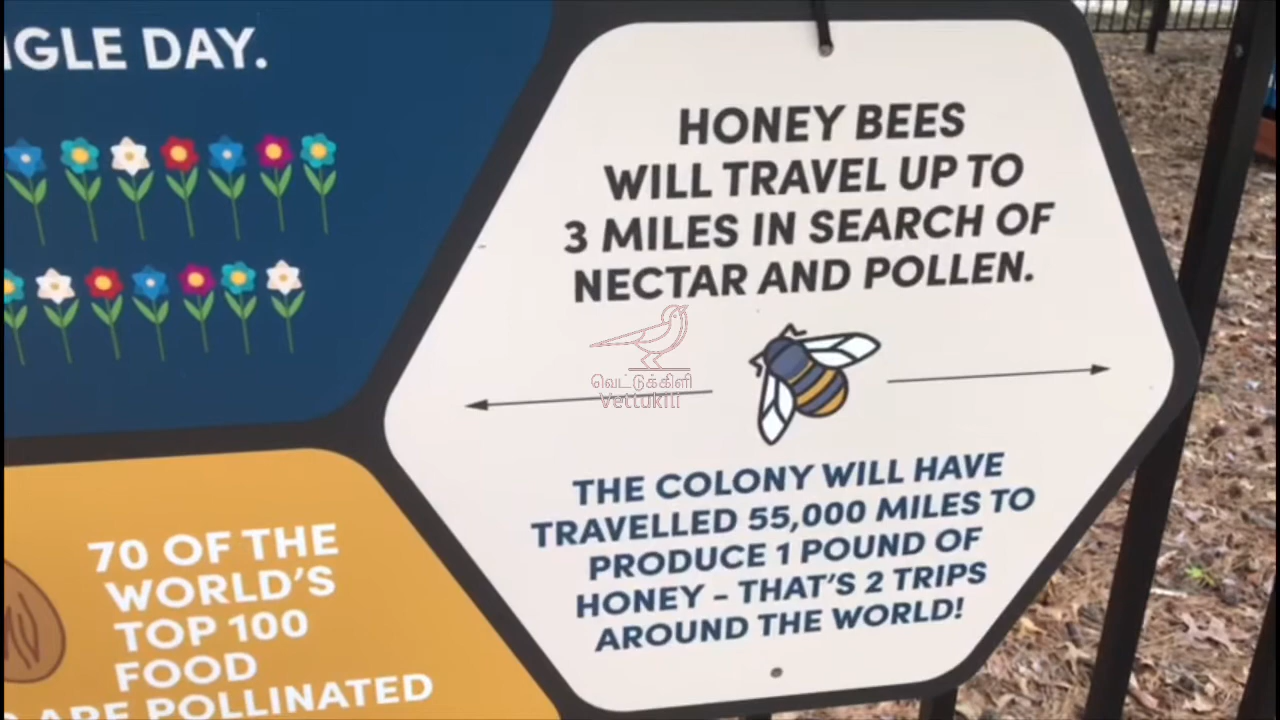 GLE DAY.
HONEY BEES
WILL TRAVEL UP TO
3 MILES IN SEARCH OF
NECTAR AND POLLEN.
வெட்டுக்கிளி
Vettukili
THE COLONY WILL HAVE
TRAVELLED 55,000 MILES TO
PRODUCE 1 POUND OF
HONEY – THAT'S 2 TRIPS
AROUND THE WORLD!
70 OF THE
WORLD'S
TOP 100
FOOD
ARE POLLINATED